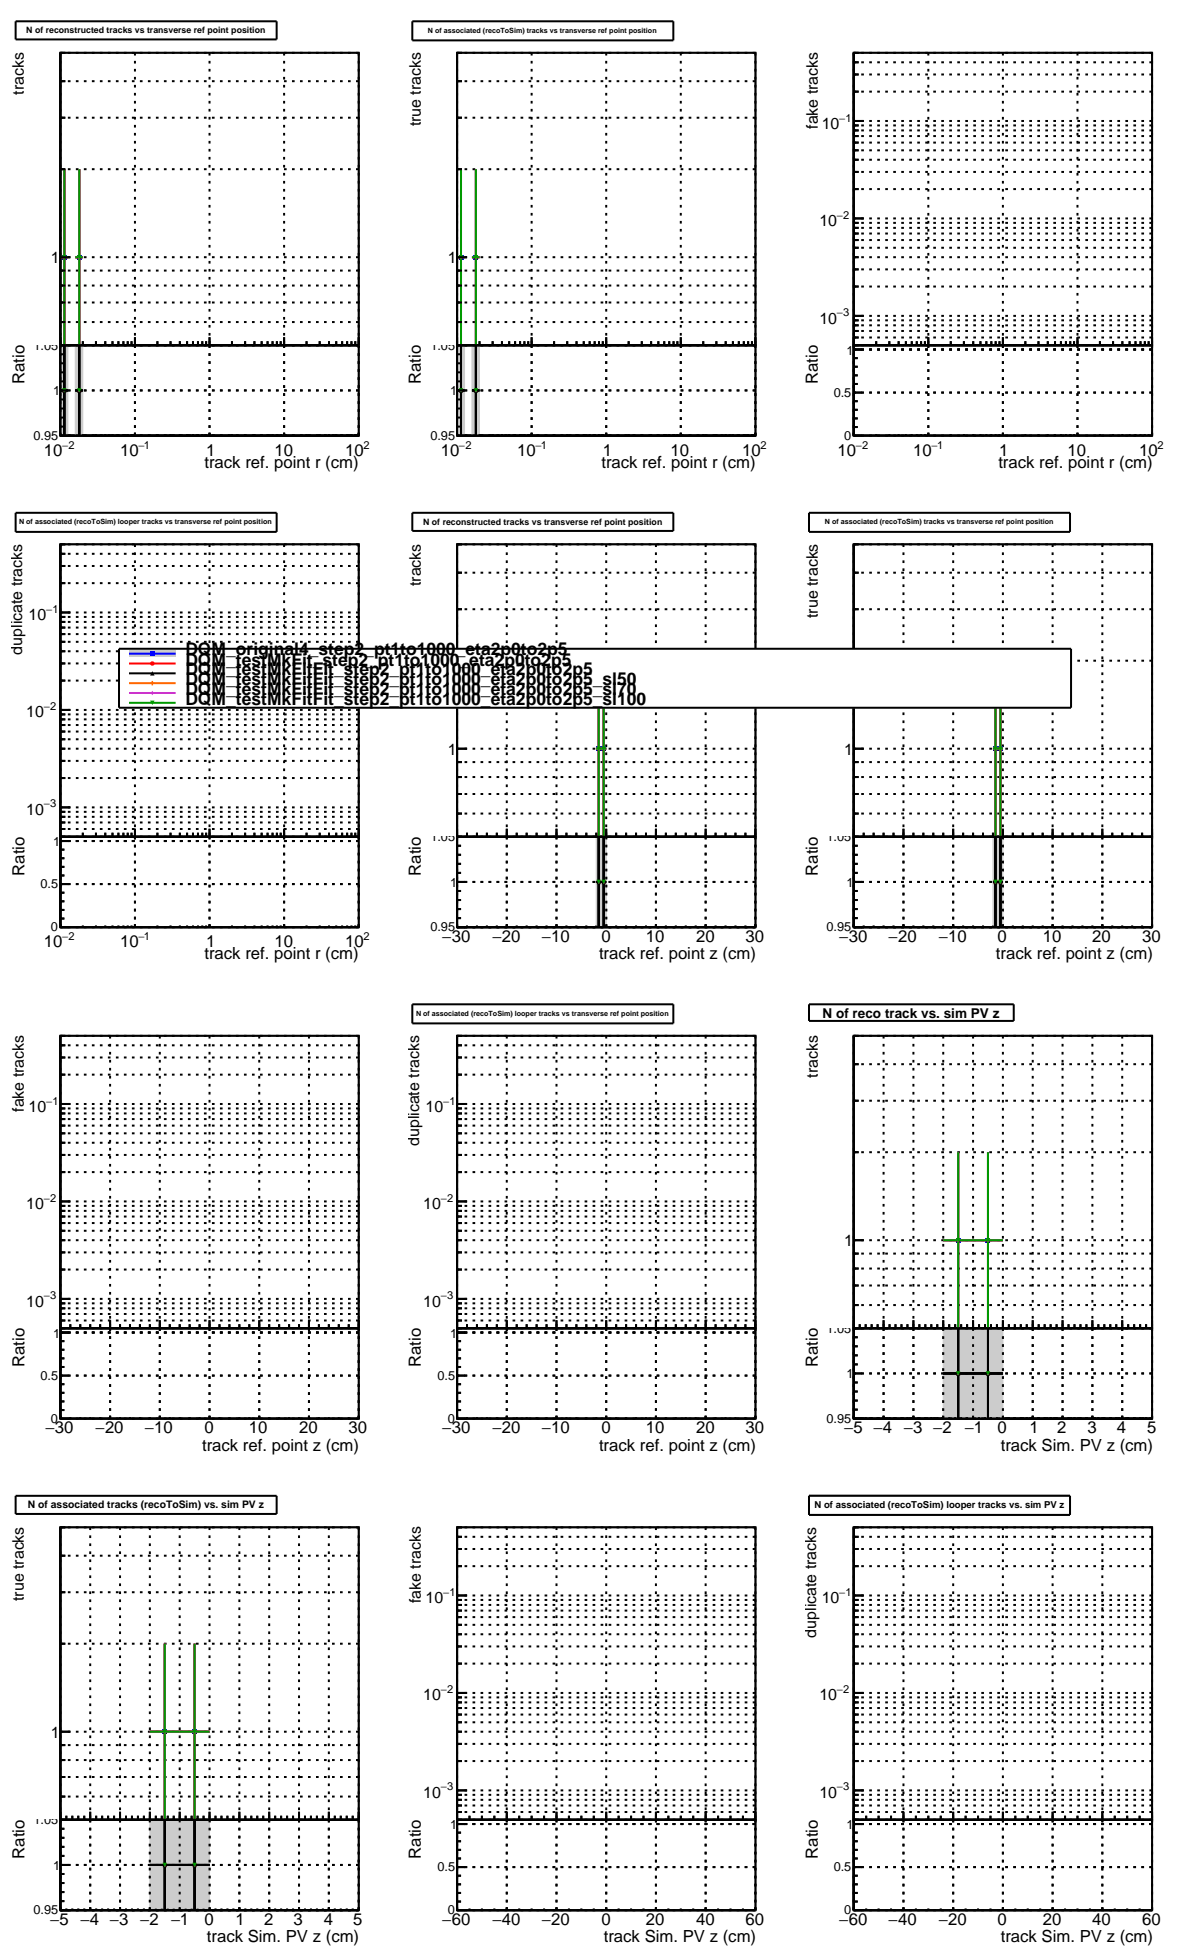 N of reconstructed tracks vs transverse ref point position
tracks
1
Ratio
1.05
1
0.95
10−2 10−1 1 10 102
track ref. point r (cm)
N of associated (recoToSim) tracks vs transverse ref point position
true tracks
1
Ratio
1.05
1
0.95
10−2 10−1 1 10 102
track ref. point r (cm)
fake tracks
10−1
10−2
10−3
Ratio
1
0.5
0
10−2 10−1 1 10 102
track ref. point r (cm)
N of associated (recoToSim) looper tracks vs transverse ref point position
duplicate tracks
10−1
10−2
10−3
Ratio
1
0.5
0
10−2 10−1 1 10 102
track ref. point r (cm)
N of reconstructed tracks vs transverse ref point position
tracks
1
Ratio
1.05
1
0.95
−30 −20 −10 0 10 20 30
track ref. point z (cm)
N of associated (recoToSim) tracks vs transverse ref point position
true tracks
1
Ratio
1.05
1
0.95
−30 −20 −10 0 10 20 30
track ref. point z (cm)
DQM_original4_step2_pt1to1000_eta2p0to2p5
DQM_testMkFit_step2_pt1to1000_eta2p0to2p5
DQM_testMkFitFit_step2_pt1to1000_eta2p0to2p5
DQM_testMkFitFit_step2_pt1to1000_eta2p0to2p5_sl50
DQM_testMkFitFit_step2_pt1to1000_eta2p0to2p5_sl70
DQM_testMkFitFit_step2_pt1to1000_eta2p0to2p5_sl100
fake tracks
10−1
10−2
10−3
Ratio
1
0.5
0
−30 −20 −10 0 10 20 30
track ref. point z (cm)
N of associated (recoToSim) looper tracks vs transverse ref point position
duplicate tracks
10−1
10−2
10−3
Ratio
1
0.5
0
−30 −20 −10 0 10 20 30
track ref. point z (cm)
N of reco track vs. sim PV z
tracks
1
Ratio
1.05
1
0.95
−5 −4 −3 −2 −1 0 1 2 3 4 5
track Sim. PV z (cm)
N of associated tracks (recoToSim) vs. sim PV z
true tracks
1
Ratio
1.05
1
0.95
−5 −4 −3 −2 −1 0 1 2 3 4 5
track Sim. PV z (cm)
fake tracks
10−1
10−2
10−3
Ratio
1
0.5
0
−60 −40 −20 0 20 40 60
track Sim. PV z (cm)
N of associated (recoToSim) looper tracks vs. sim PV z
duplicate tracks
10−1
10−2
10−3
Ratio
1
0.5
0
−60 −40 −20 0 20 40 60
track Sim. PV z (cm)